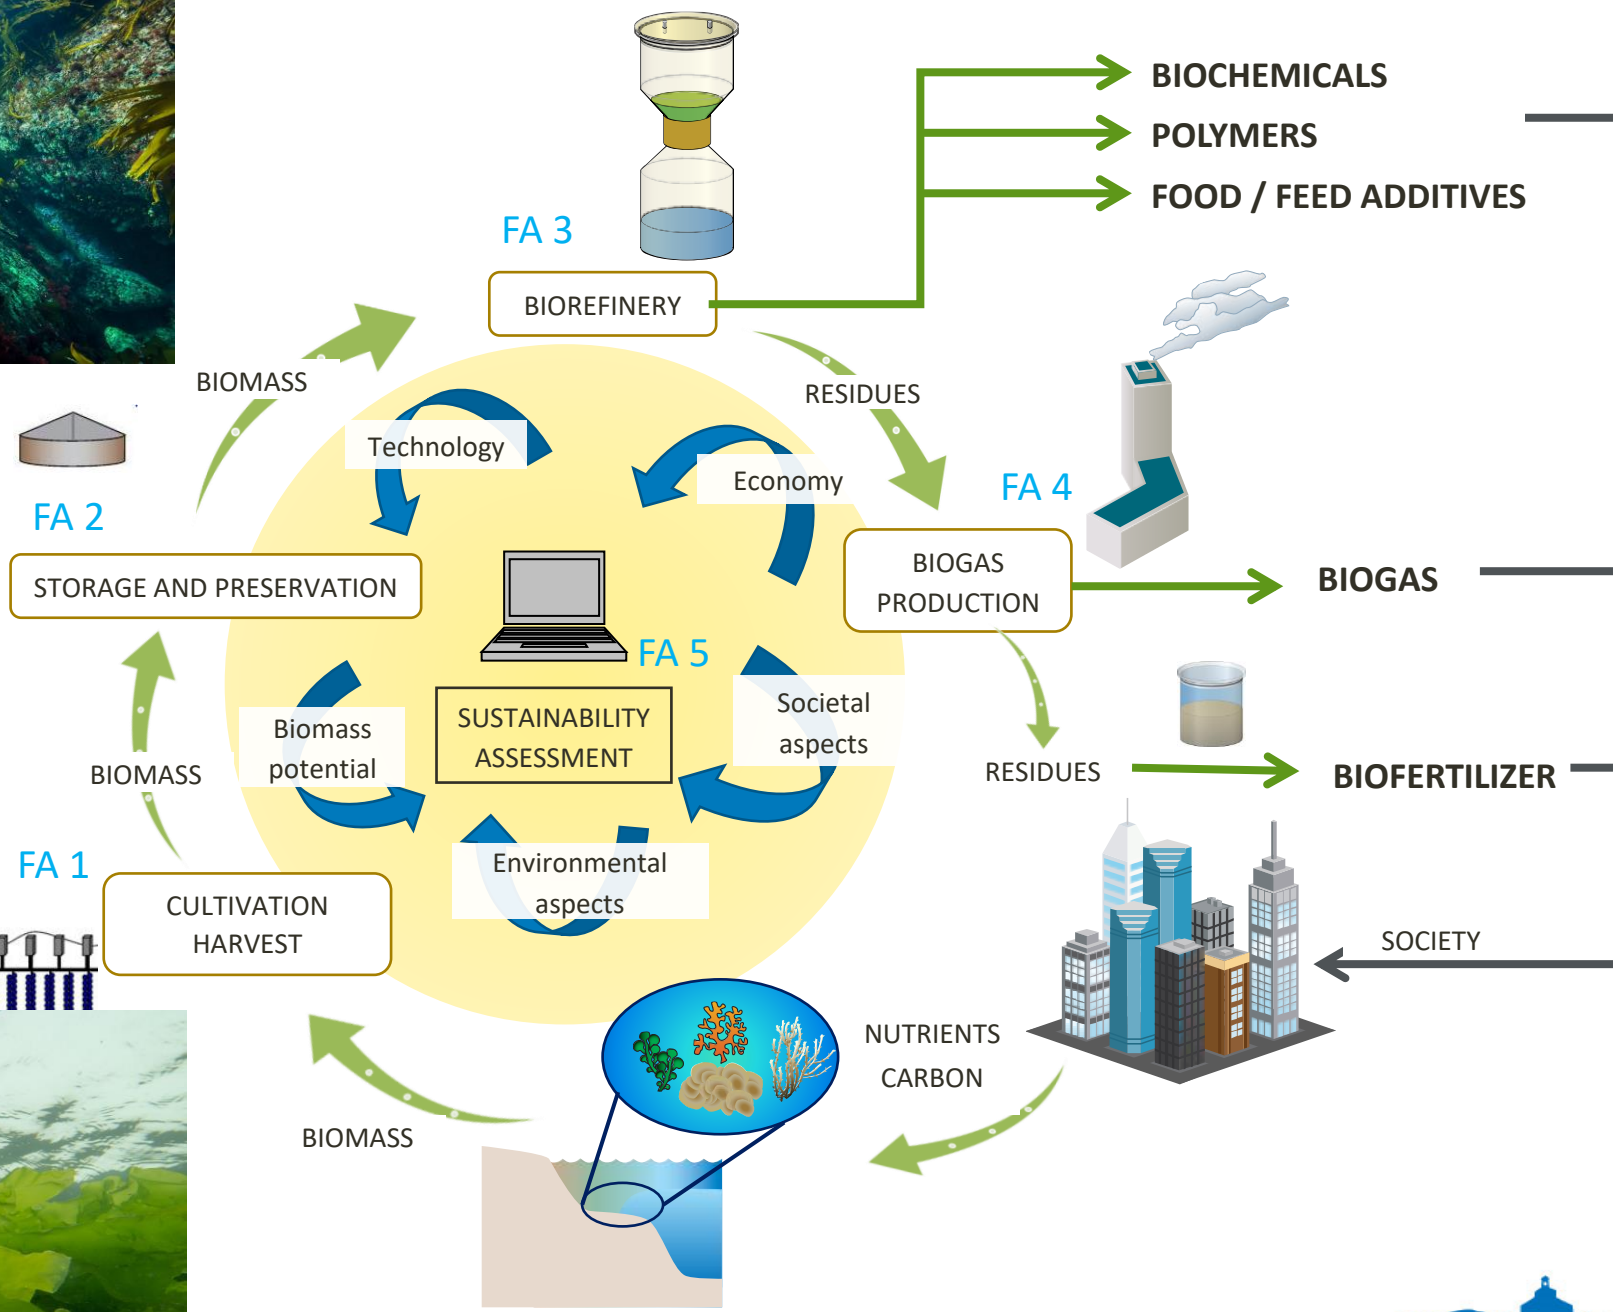 BIOCHEMICALS
POLYMERS
FOOD / FEED ADDITIVES
FA 3
BIOREFINERY
BIOMASS
RESIDUES
Technology
Economy
FA 4
FA 2
STORAGE AND PRESERVATION
BIOGAS
PRODUCTION
BIOGAS
FA 5
SUSTAINABILITY
ASSESSMENT
Societal
aspects
Biomass
potential
BIOMASS
RESIDUES
BIOFERTILIZER
Environmental
aspects
FA 1
CULTIVATION
HARVEST
SOCIETY
NUTRIENTS
CARBON
BIOMASS